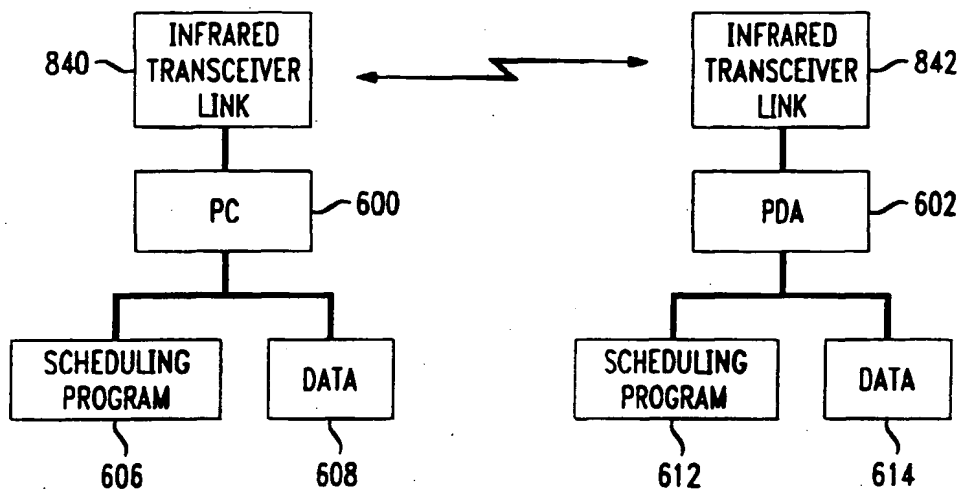 INFRARED
TRANSCEIVER
LINK
840
INFRARED
TRANSCEIVER
LINK
842
PC
600
PDA
602
SCHEDULING
PROGRAM
DATA
SCHEDULING
PROGRAM
DATA
606
608
612
614